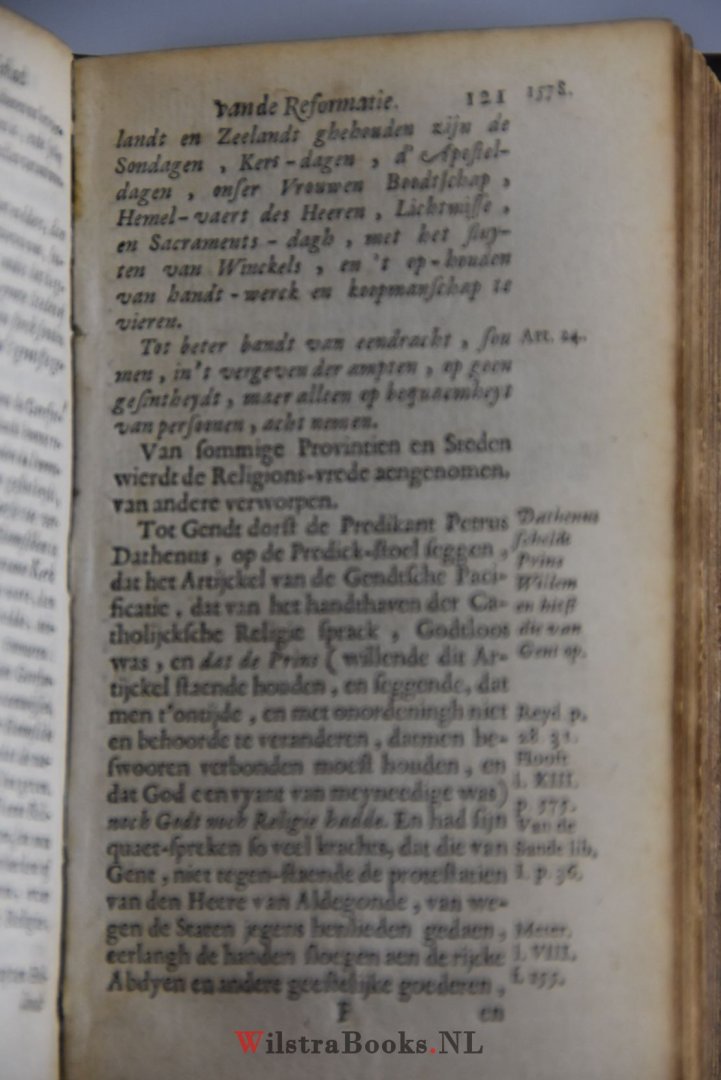 van de Reformatie. 121 1578.
landt en Zeelandt ghehouden zijn de
Sondagen, Kers-dagen, d'Apostel-
dagen, onser Vrouwen Boodtschap,
Hemel-vaert des Heeren, Lichtmisse,
en Sacraments-dagh, met het sluy-
ten van Winckels, en 't op-houden
van handt-werck en koopmanschap te
vieren.
Tot beter bandt van eendracht, sou Art. 24.
men, in 't vergeven der ampten, op geen
gesintheydt, maer alleen op bequaemheyt
van persoonen, acht nemen.
Van sommige Provintien en Steden
wierdt de Religions-vrede aengenomen,
van andere verworpen.
Tot Gendt dorst de Predikant Petrus
Dathenus, op de Predick-stoel seggen,
dat het Artijckel van de Gendtsche Paci-
ficatie, dat van het handthaven der Ca-
tholijcksche Religie sprack, Godtloos
was, en dat de Prins (willende dit Ar-
tijckel staende houden, en seggende, dat
men t'ontijde, en met onordeningh niet
en behoorde te veranderen, datmen be-
swooren verbonden moest houden, en
dat God een vyant van meyneedige was)
noch Godt noch Religie hadde. En had sijn
quaet-spreken so veel krachts, dat die van
Gent, niet tegen-staende de protestatien
van den Heere van Aldegonde, van we-
gen de Staten jegens henlieden gedaen,
eerlangh de handen sloegen aen de rijcke
Abdyen en andere geestelijke goederen,
F en
Dathenus
schelde
Prins
Willem
en hief
die van
Gent op.
Reyd. p.
28. 32.
Hooft
l. XIII.
p. 575.
Van de
Sande lib.
I. p. 36.
Meter.
l. VIII.
f. 155.
WilstraBooks.NL